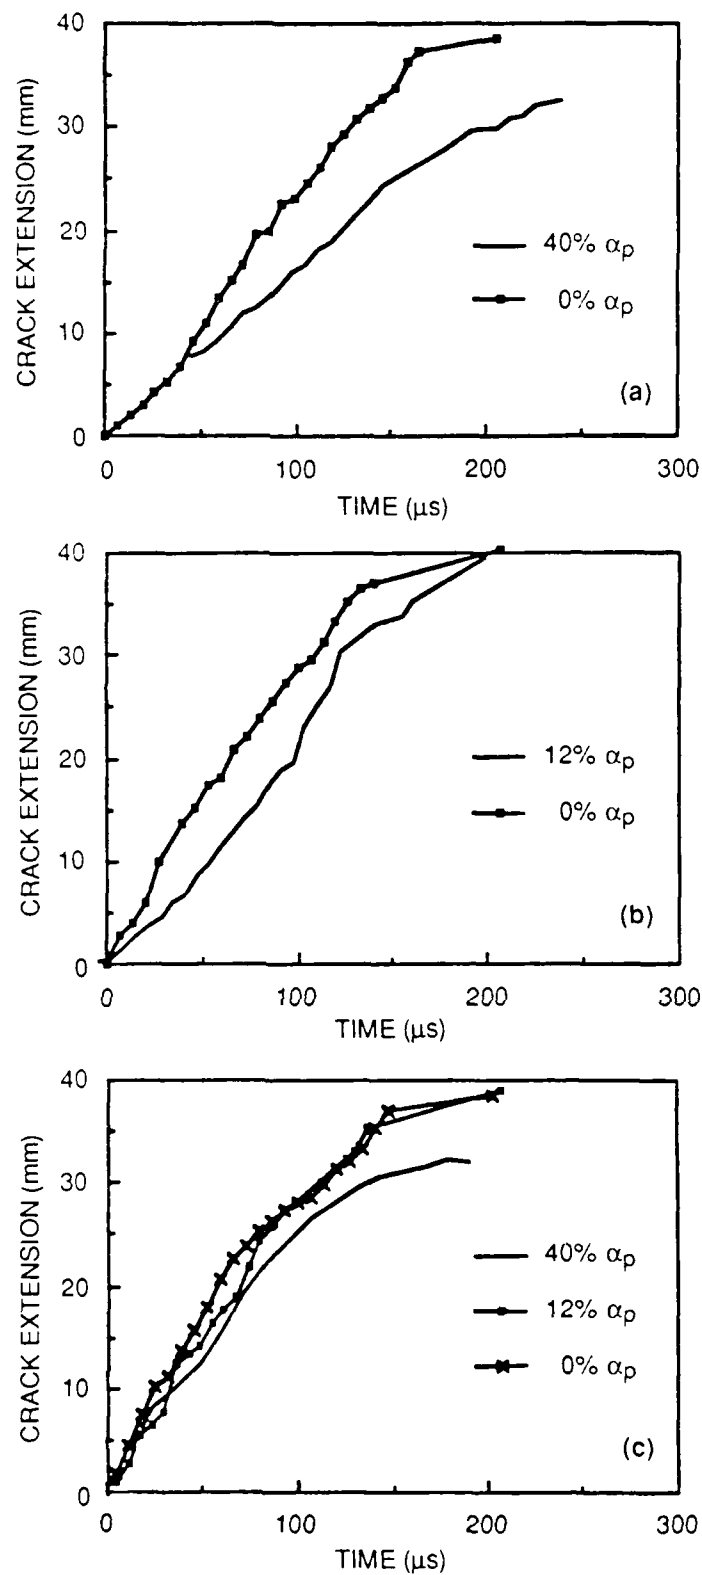 40
30
20
10
0
CRACK EXTENSION (mm)
40% αp
0% αp
(a)
0 100 200 300
TIME (μs)
40
30
20
10
0
CRACK EXTENSION (mm)
12% αp
0% αp
(b)
0 100 200 300
TIME (μs)
40
30
20
10
0
CRACK EXTENSION (mm)
40% αp
12% αp
0% αp
(c)
0 100 200 300
TIME (μs)